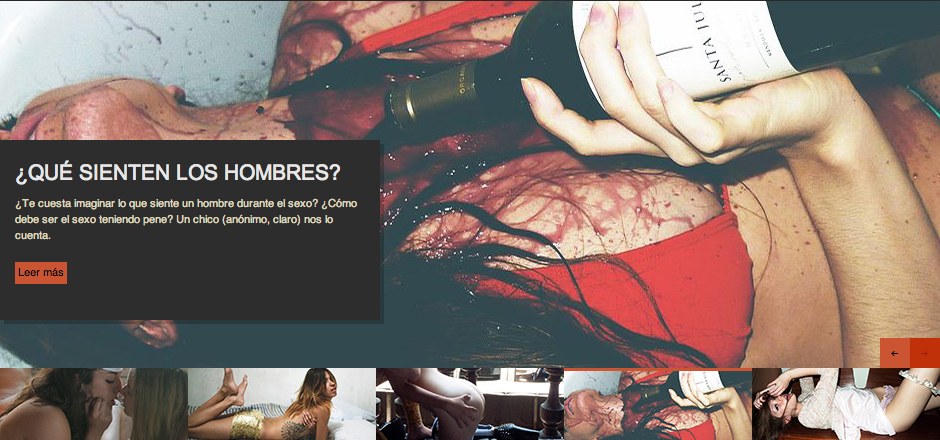 SANTA JUL
¿QUÉ SIENTEN LOS HOMBRES?
¿Te cuesta imaginar lo que siente un hombre durante el sexo? ¿Cómo
debe ser el sexo teniendo pene? Un chico (anónimo, claro) nos lo
cuenta.
Leer más